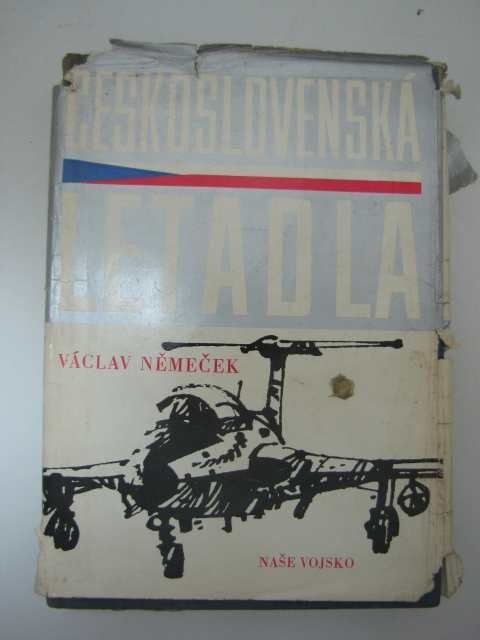 ČESKOSLOVENSKÁ
LETADLA
VÁCLAV NĚMEČEK
NAŠE VOJSKO